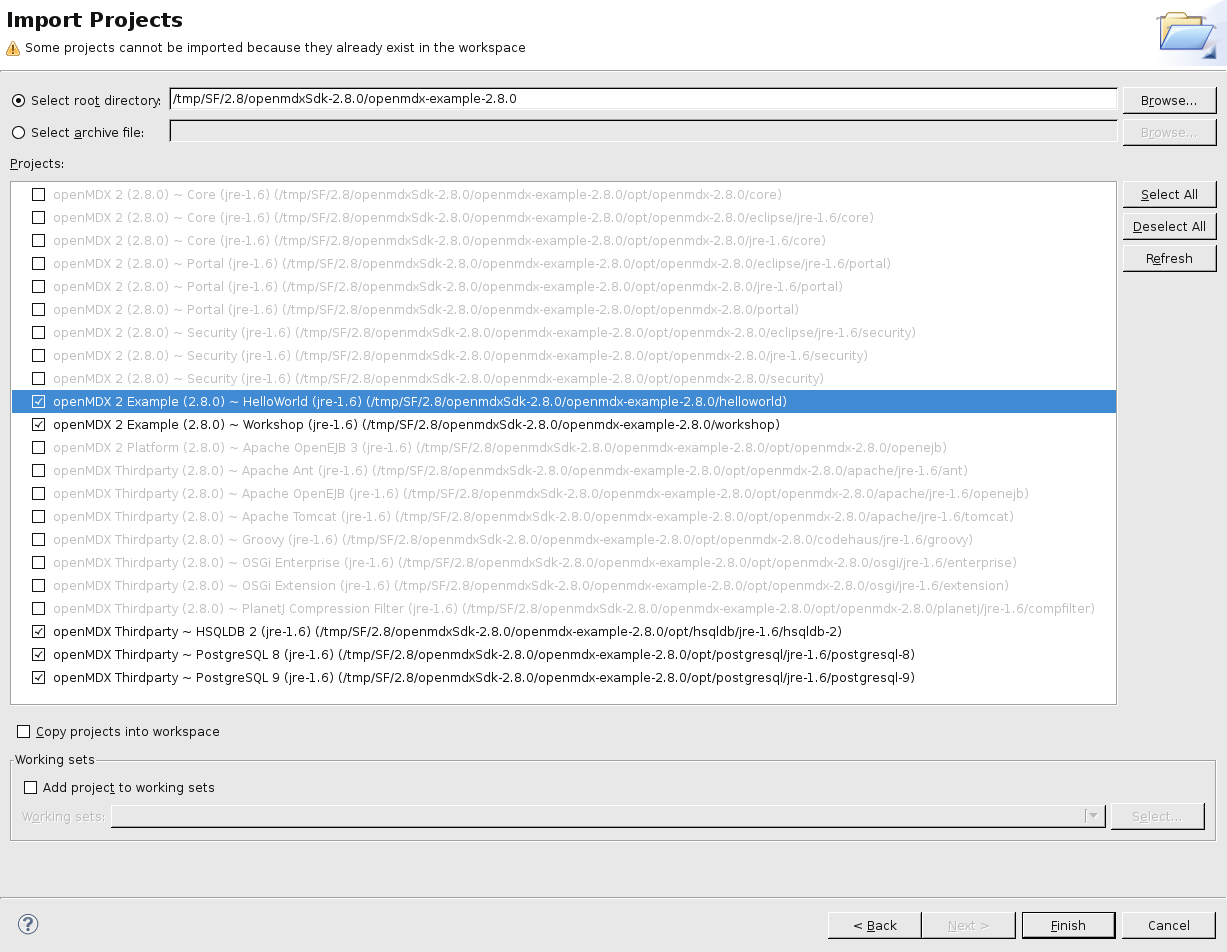 Import Projects
Some projects cannot be imported because they already exist in the workspace
Select root directory: /tmp/SF/2.8/openmdxSdk-2.8.0/openmdx-example-2.8.0 Browse...
Select archive file: Browse...
Projects:
openMDX 2 (2.8.0) ~ Core (jre-1.6) (/tmp/SF/2.8/openmdxSdk-2.8.0/openmdx-example-2.8.0/opt/openmdx-2.8.0/core)
openMDX 2 (2.8.0) ~ Core (jre-1.6) (/tmp/SF/2.8/openmdxSdk-2.8.0/openmdx-example-2.8.0/opt/openmdx-2.8.0/eclipse/jre-1.6/core)
openMDX 2 (2.8.0) ~ Core (jre-1.6) (/tmp/SF/2.8/openmdxSdk-2.8.0/openmdx-example-2.8.0/opt/openmdx-2.8.0/jre-1.6/core)
openMDX 2 (2.8.0) ~ Portal (jre-1.6) (/tmp/SF/2.8/openmdxSdk-2.8.0/openmdx-example-2.8.0/opt/openmdx-2.8.0/eclipse/jre-1.6/portal)
openMDX 2 (2.8.0) ~ Portal (jre-1.6) (/tmp/SF/2.8/openmdxSdk-2.8.0/openmdx-example-2.8.0/opt/openmdx-2.8.0/jre-1.6/portal)
openMDX 2 (2.8.0) ~ Portal (jre-1.6) (/tmp/SF/2.8/openmdxSdk-2.8.0/openmdx-example-2.8.0/opt/openmdx-2.8.0/portal)
openMDX 2 (2.8.0) ~ Security (jre-1.6) (/tmp/SF/2.8/openmdxSdk-2.8.0/openmdx-example-2.8.0/opt/openmdx-2.8.0/eclipse/jre-1.6/security)
openMDX 2 (2.8.0) ~ Security (jre-1.6) (/tmp/SF/2.8/openmdxSdk-2.8.0/openmdx-example-2.8.0/opt/openmdx-2.8.0/jre-1.6/security)
openMDX 2 (2.8.0) ~ Security (jre-1.6) (/tmp/SF/2.8/openmdxSdk-2.8.0/openmdx-example-2.8.0/opt/openmdx-2.8.0/security)
openMDX 2 Example (2.8.0) ~ HelloWorld (jre-1.6) (/tmp/SF/2.8/openmdxSdk-2.8.0/openmdx-example-2.8.0/helloworld)
openMDX 2 Example (2.8.0) ~ Workshop (jre-1.6) (/tmp/SF/2.8/openmdxSdk-2.8.0/openmdx-example-2.8.0/workshop)
openMDX 2 Platform (2.8.0) ~ Apache OpenEJB 3 (jre-1.6) (/tmp/SF/2.8/openmdxSdk-2.8.0/openmdx-example-2.8.0/opt/openmdx-2.8.0/openejb)
openMDX Thirdparty (2.8.0) ~ Apache Ant (jre-1.6) (/tmp/SF/2.8/openmdxSdk-2.8.0/openmdx-example-2.8.0/opt/openmdx-2.8.0/apache/jre-1.6/ant)
openMDX Thirdparty (2.8.0) ~ Apache OpenEJB (jre-1.6) (/tmp/SF/2.8/openmdxSdk-2.8.0/openmdx-example-2.8.0/opt/openmdx-2.8.0/apache/jre-1.6/openejb)
openMDX Thirdparty (2.8.0) ~ Apache Tomcat (jre-1.6) (/tmp/SF/2.8/openmdxSdk-2.8.0/openmdx-example-2.8.0/opt/openmdx-2.8.0/apache/jre-1.6/tomcat)
openMDX Thirdparty (2.8.0) ~ Groovy (jre-1.6) (/tmp/SF/2.8/openmdxSdk-2.8.0/openmdx-example-2.8.0/opt/openmdx-2.8.0/codehaus/jre-1.6/groovy)
openMDX Thirdparty (2.8.0) ~ OSGi Enterprise (jre-1.6) (/tmp/SF/2.8/openmdxSdk-2.8.0/openmdx-example-2.8.0/opt/openmdx-2.8.0/osgi/jre-1.6/enterprise)
openMDX Thirdparty (2.8.0) ~ OSGi Extension (jre-1.6) (/tmp/SF/2.8/openmdxSdk-2.8.0/openmdx-example-2.8.0/opt/openmdx-2.8.0/osgi/jre-1.6/extension)
openMDX Thirdparty (2.8.0) ~ PlanetJ Compression Filter (jre-1.6) (/tmp/SF/2.8/openmdxSdk-2.8.0/openmdx-example-2.8.0/opt/openmdx-2.8.0/planetj/jre-1.6/compfilter)
openMDX Thirdparty ~ HSQLDB 2 (jre-1.6) (/tmp/SF/2.8/openmdxSdk-2.8.0/openmdx-example-2.8.0/opt/hsqldb/jre-1.6/hsqldb-2)
openMDX Thirdparty ~ PostgreSQL 8 (jre-1.6) (/tmp/SF/2.8/openmdxSdk-2.8.0/openmdx-example-2.8.0/opt/postgresql/jre-1.6/postgresql-8)
openMDX Thirdparty ~ PostgreSQL 9 (jre-1.6) (/tmp/SF/2.8/openmdxSdk-2.8.0/openmdx-example-2.8.0/opt/postgresql/jre-1.6/postgresql-9)
Select All
Deselect All
Refresh
Copy projects into workspace
Working sets
Add project to working sets
Working sets: Select...
? < Back Next > Finish Cancel